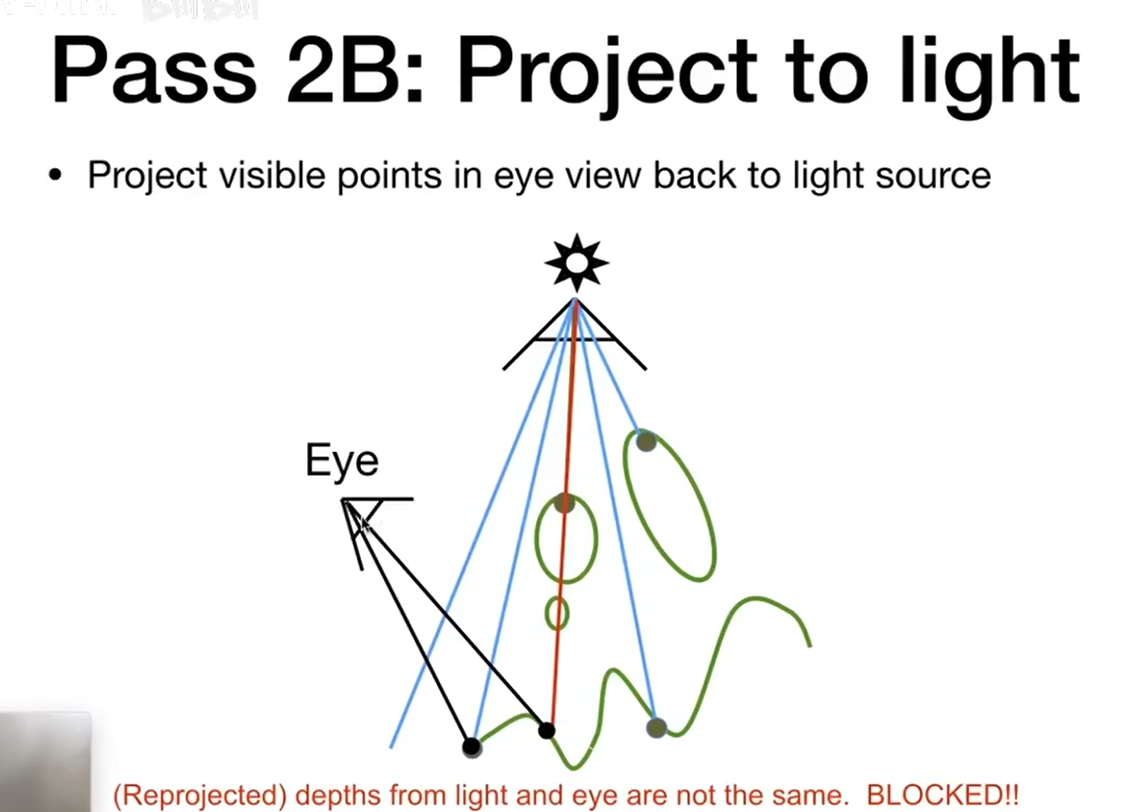 Pass 2B: Project to light
• Project visible points in eye view back to light source
Eye
(Reprojected) depths from light and eye are not the same. BLOCKED!!